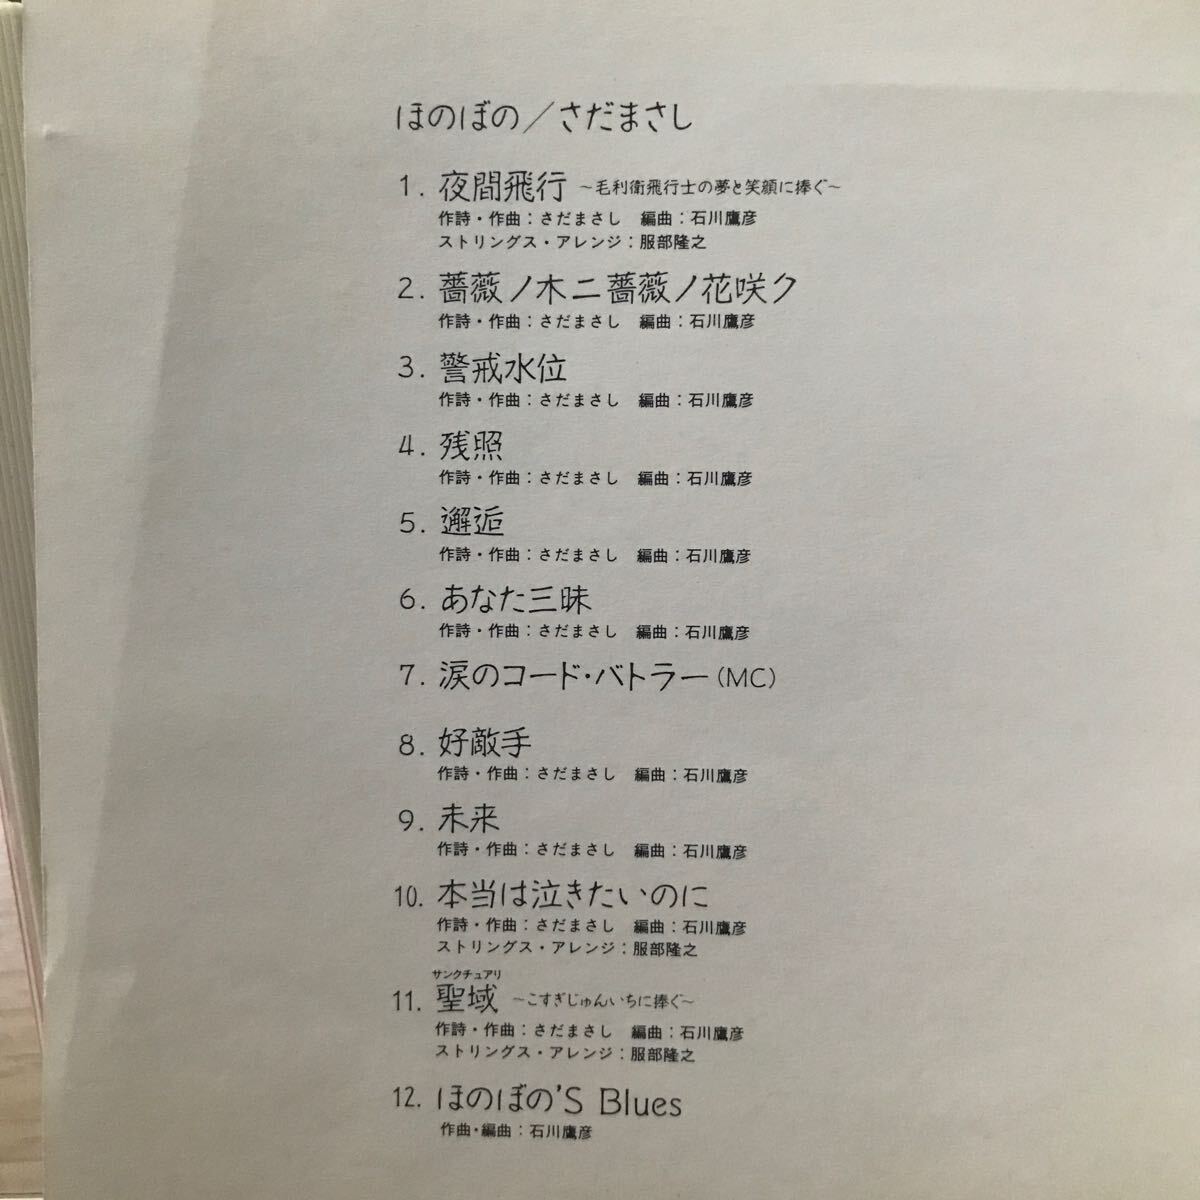 ほのぼの／さだまさし
1. 夜間飛行 ～毛利衛飛行士の夢と笑顔に捧ぐ～
作詩・作曲：さだまさし 編曲：石川鷹彦
ストリングス・アレンジ：服部隆之
2. 薔薇ノ木ニ薔薇ノ花咲ク
作詩・作曲：さだまさし 編曲：石川鷹彦
3. 警戒水位
作詩・作曲：さだまさし 編曲：石川鷹彦
4. 残照
作詩・作曲：さだまさし 編曲：石川鷹彦
5. 邂逅
作詩・作曲：さだまさし 編曲：石川鷹彦
6. あなた三昧
作詩・作曲：さだまさし 編曲：石川鷹彦
7. 涙のコード・バトラー(MC)
8. 好敵手
作詩・作曲：さだまさし 編曲：石川鷹彦
9. 未来
作詩・作曲：さだまさし 編曲：石川鷹彦
10. 本当は泣きたいのに
作詩・作曲：さだまさし 編曲：石川鷹彦
ストリングス・アレンジ：服部隆之
サンクチュアリ
11. 聖域 ～こすぎじゅんいちに捧ぐ～
作詩・作曲：さだまさし 編曲：石川鷹彦
ストリングス・アレンジ：服部隆之
12. ほのぼの'S Blues
作曲・編曲：石川鷹彦